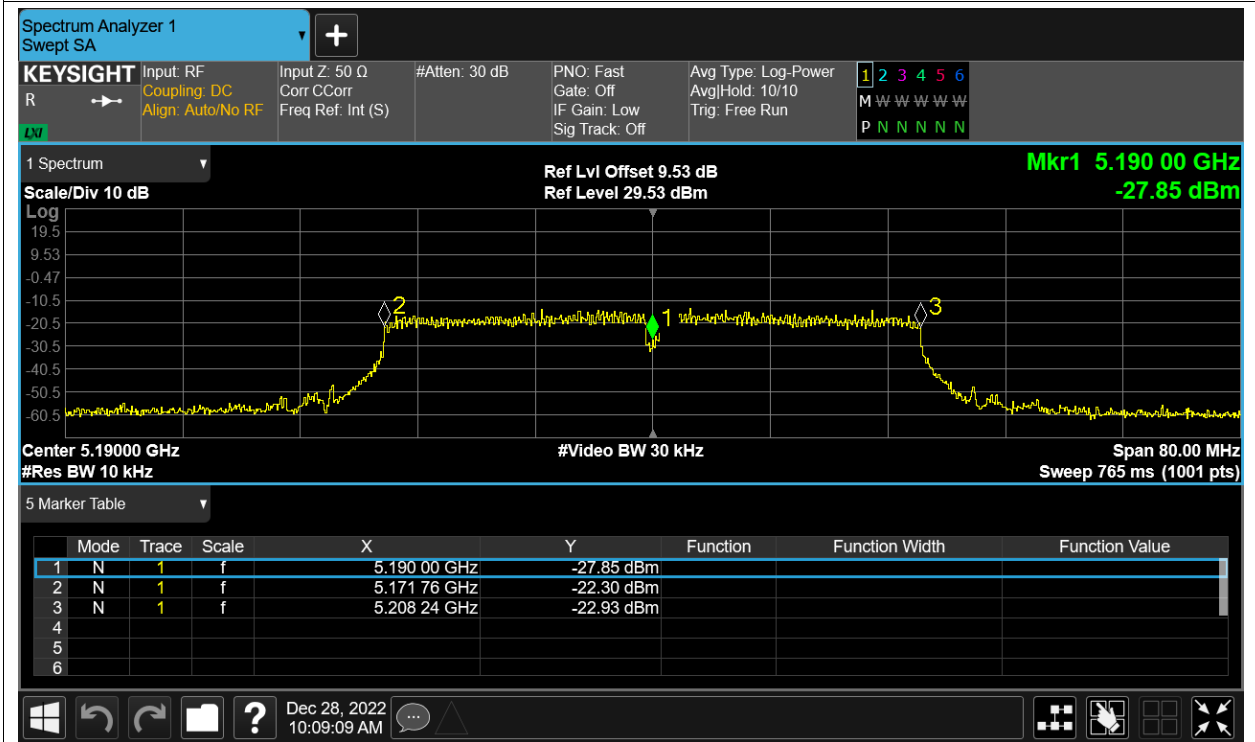 Spectrum Analyzer 1
Swept SA
+
KEYSIGHT
R
LXI
Input: RF
Coupling: DC
Align: Auto/No RF
Input Z: 50 Ω
Corr CCorr
Freq Ref: Int (S)
#Atten: 30 dB
PNO: Fast
Gate: Off
IF Gain: Low
Sig Track: Off
Avg Type: Log-Power
Avg|Hold: 10/10
Trig: Free Run
1 2 3 4 5 6
M W W W W W
P N N N N N
1 Spectrum
Scale/Div 10 dB
Ref Lvl Offset 9.53 dB
Ref Level 29.53 dBm
Mkr1 5.190 00 GHz
-27.85 dBm
Log
19.5
9.53
-0.47
-10.5
-20.5
-30.5
-40.5
-50.5
-60.5
2
1
3
Center 5.19000 GHz
#Video BW 30 kHz
Span 80.00 MHz
#Res BW 10 kHz
Sweep 765 ms (1001 pts)
5 Marker Table
Mode Trace Scale X Y Function Function Width Function Value
1 N 1 f 5.190 00 GHz -27.85 dBm
2 N 1 f 5.171 76 GHz -22.30 dBm
3 N 1 f 5.208 24 GHz -22.93 dBm
4
5
6
?
Dec 28, 2022
10:09:09 AM